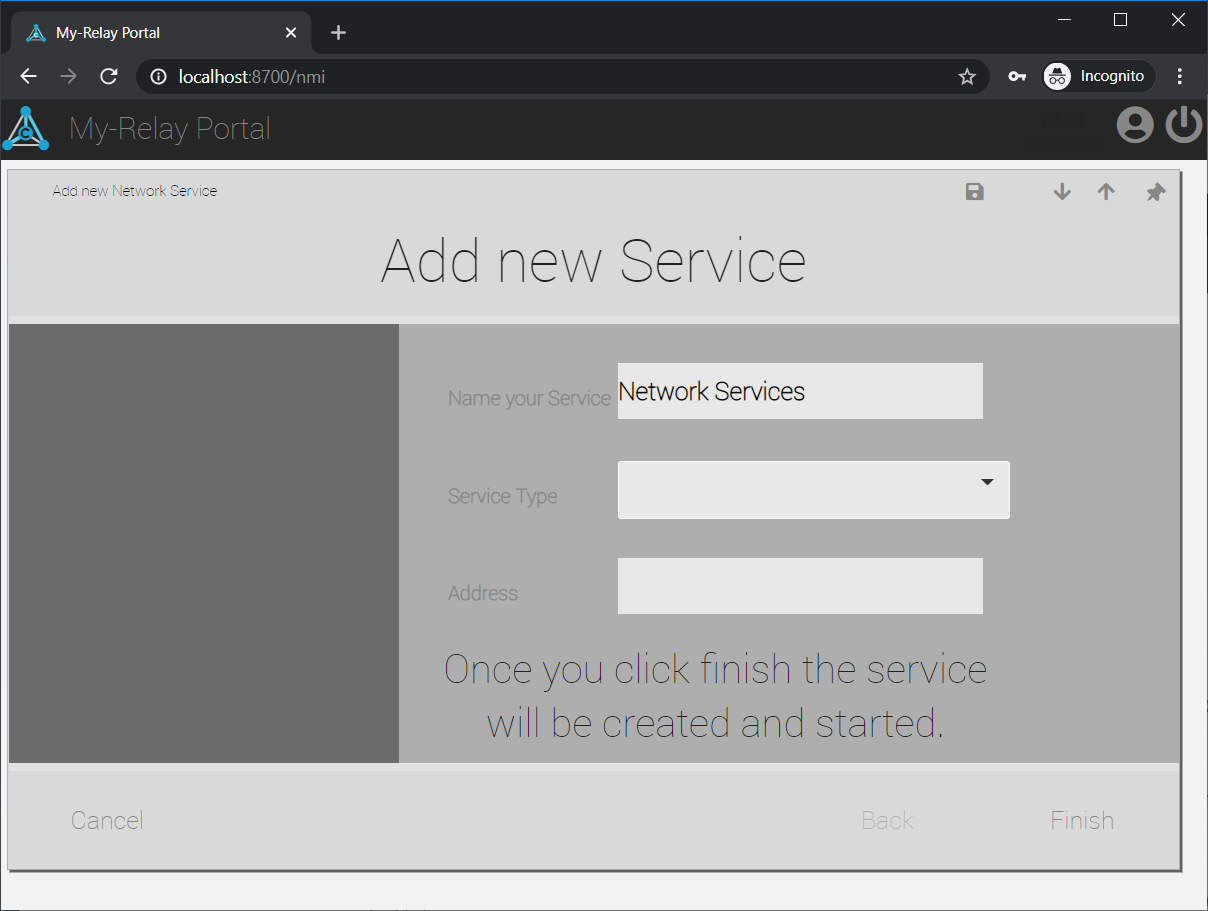 My-Relay Portal
localhost:8700/nmi
Incognito
My-Relay Portal
Add new Network Service
Add new Service
Name your Service Network Services
Service Type
Address
Once you click finish the service
will be created and started.
Cancel Back Finish